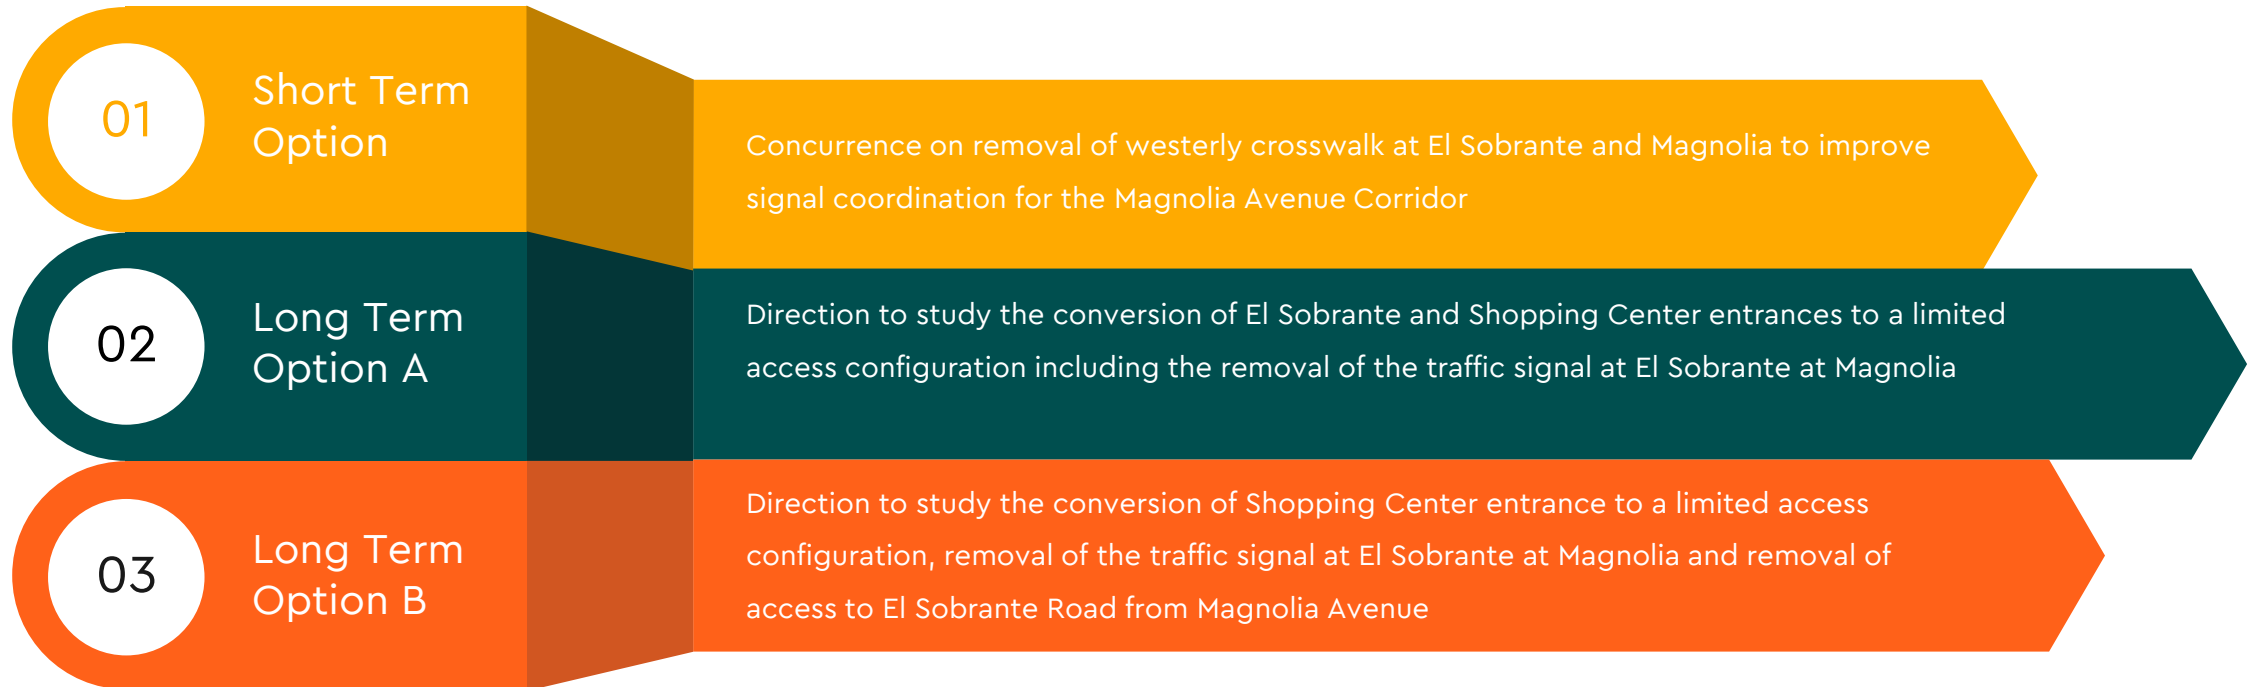 01
Short Term
Option
Concurrence on removal of westerly crosswalk at El Sobrante and Magnolia to improve
signal coordination for the Magnolia Avenue Corridor
02
Long Term
Option A
Direction to study the conversion of El Sobrante and Shopping Center entrances to a limited
access configuration including the removal of the traffic signal at El Sobrante at Magnolia
03
Long Term
Option B
Direction to study the conversion of Shopping Center entrance to a limited access
configuration, removal of the traffic signal at El Sobrante at Magnolia and removal of
access to El Sobrante Road from Magnolia Avenue